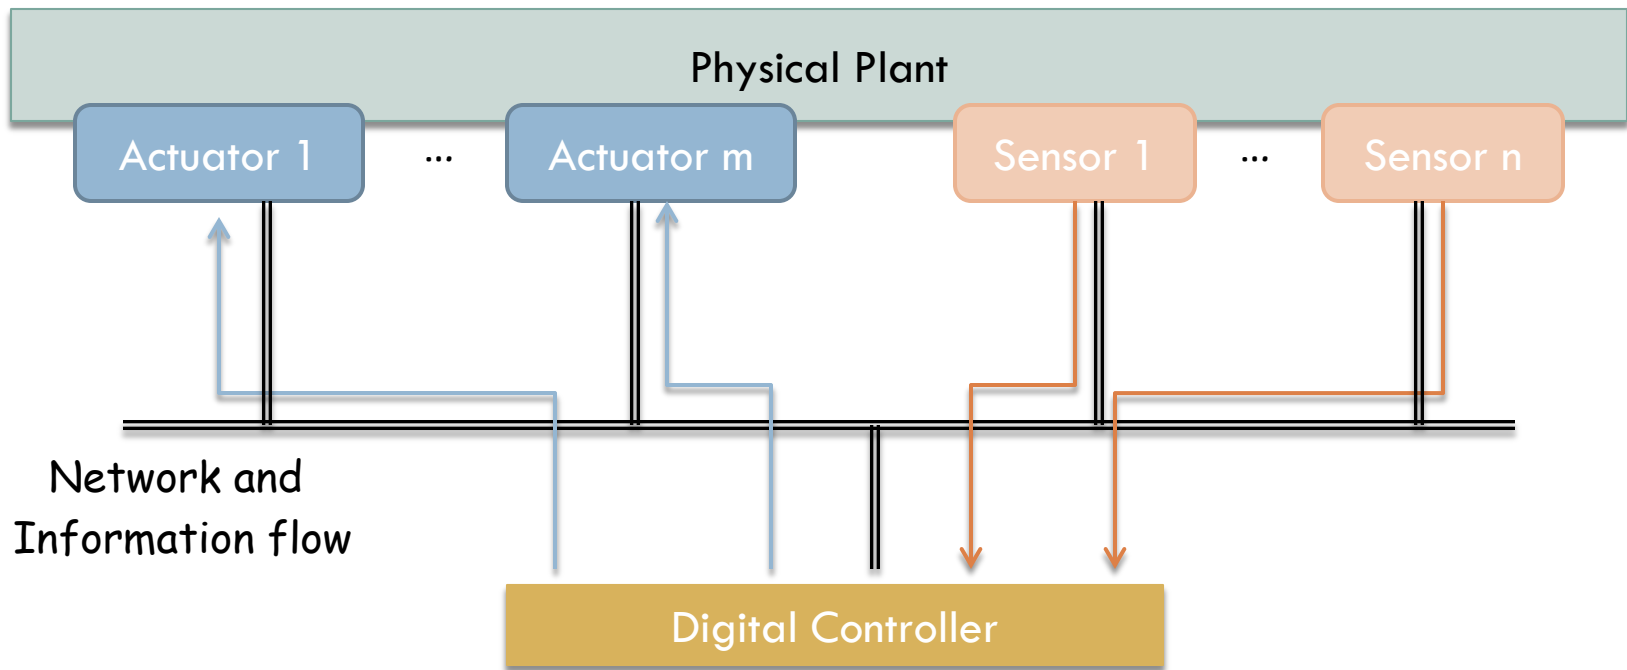 Physical Plant
Actuator 1
...
Actuator m
Sensor 1
...
Sensor n
Network and
Information flow
Digital Controller